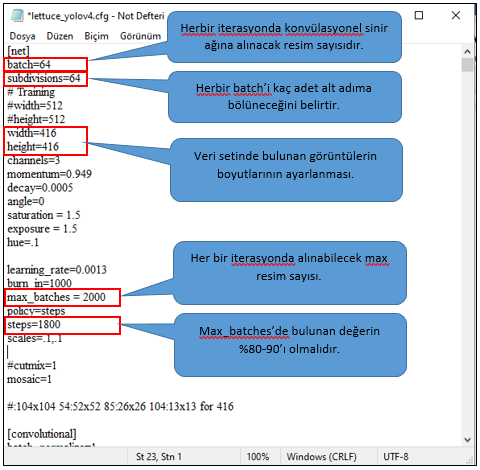 *lettuce_yolov4.cfg - Not Defteri
Dosya Düzen Biçim Görünüm
[net]
batch=64
subdivisions=64
# Training
#width=512
#height=512
width=416
height=416
channels=3
momentum=0.949
decay=0.0005
angle=0
saturation = 1.5
exposure = 1.5
hue=.1
learning_rate=0.0013
burn_in=1000
max_batches = 2000
policy=steps
steps=1800
scales=.1,.1
#cutmix=1
mosaic=1
#:104x104 54:52x52 85:26x26 104:13x13 for 416
[convolutional]
Herbir iterasyonda konvülasyonel sinir
ağına alınacak resim sayısıdır.
Herbir batch'i kaç adet alt adıma
bölüneceğini belirtir.
Veri setinde bulunan görüntülerin
boyutlarının ayarlanması.
Her bir iterasyonda alınabilecek max
resim sayısı.
Max_batches'de bulunan değerin
%80-90'ı olmalıdır.
St 23, Stn 1 100% Windows (CRLF) UTF-8